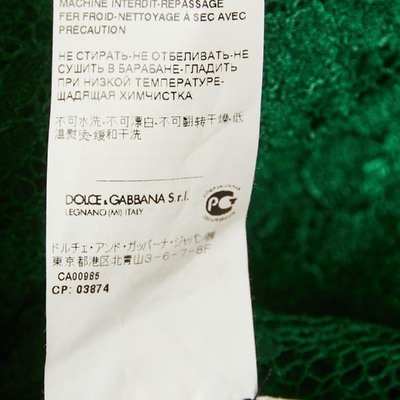 MACHINE INTERDIT-REPASSAGE
FER FROID-NETTOYAGE À SEC AVEC
PRÉCAUTION
НЕ СТИРАТЬ-НЕ ОТБЕЛИВАТЬ-НЕ
СУШИТЬ В БАРАБАНЕ-ГЛАДИТЬ
ПРИ НИЗКОЙ ТЕМПЕРАТУРЕ-
ЩАДЯЩАЯ ХИМЧИСТКА
不可水洗-不可漂白-不可翻转干燥-低
温熨烫-缓和干洗
DOLCE & GABBANA S.r.l.
LEGNANO (MI) ITALY
PG
ドルチェ・アンド・ガッバーナ・ジャパン㈱
東京都港区北青山3-6-7-8F
CA00985
CP: 03874